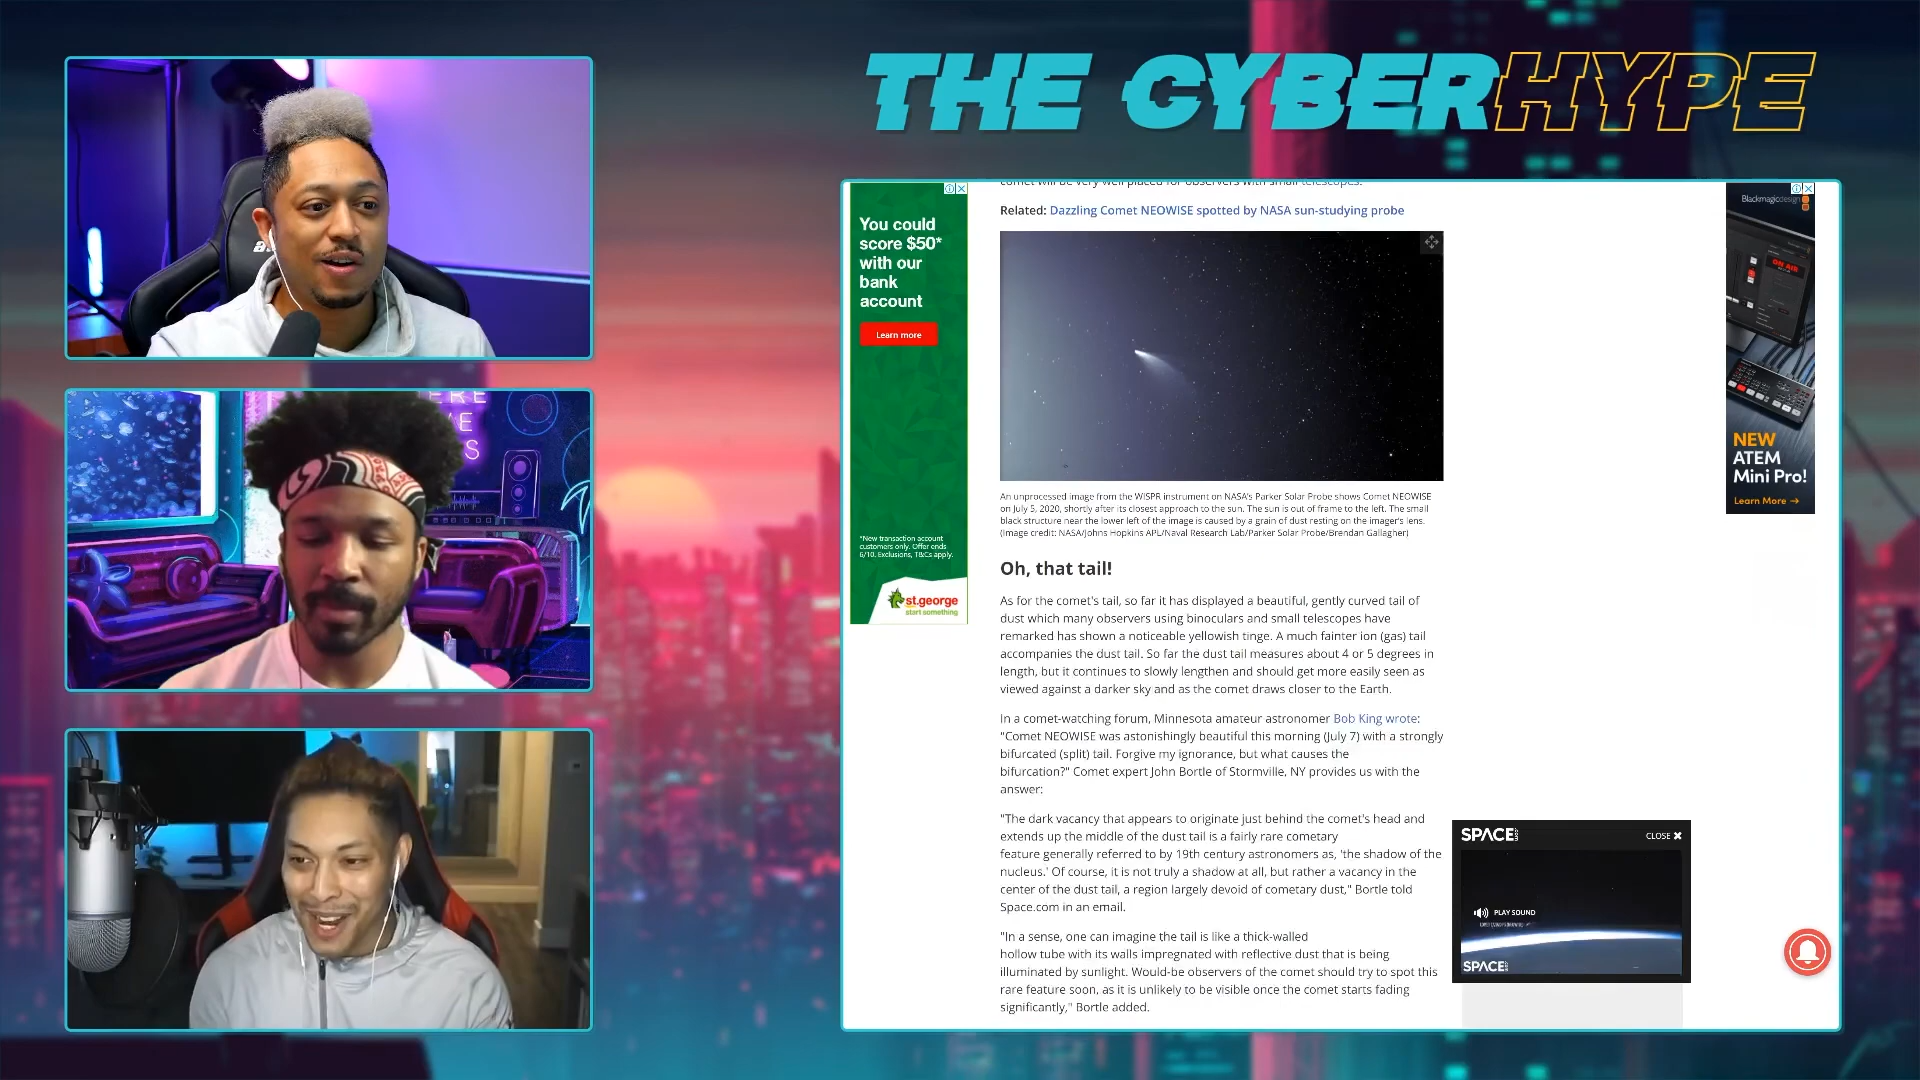 THE CYBERHYPE
comet will be very well placed for observers with small telescopes.
Related: Dazzling Comet NEOWISE spotted by NASA sun-studying probe
You could
score $50*
with our
bank
account
Learn more
*New transaction account
customers only. Offer ends
6/10. Exclusions, T&Cs apply.
st.george
start something
Blackmagicdesign
ON AIR
NEW
ATEM
Mini Pro!
Learn More →
ERE
E
S
An unprocessed image from the WISPR instrument on NASA's Parker Solar Probe shows Comet NEOWISE
on July 5, 2020, shortly after its closest approach to the sun. The sun is out of frame to the left. The small
black structure near the lower left of the image is caused by a grain of dust resting on the imager's lens.
(Image credit: NASA/Johns Hopkins APL/Naval Research Lab/Parker Solar Probe/Brendan Gallagher)
Oh, that tail!
As for the comet's tail, so far it has displayed a beautiful, gently curved tail of
dust which many observers using binoculars and small telescopes have
remarked has shown a noticeable yellowish tinge. A much fainter ion (gas) tail
accompanies the dust tail. So far the dust tail measures about 4 or 5 degrees in
length, but it continues to slowly lengthen and should get more easily seen as
viewed against a darker sky and as the comet draws closer to the Earth.
In a comet-watching forum, Minnesota amateur astronomer Bob King wrote:
"Comet NEOWISE was astonishingly beautiful this morning (July 7) with a strongly
bifurcated (split) tail. Forgive my ignorance, but what causes the
bifurcation?" Comet expert John Bortle of Stormville, NY provides us with the
answer:
"The dark vacancy that appears to originate just behind the comet's head and
extends up the middle of the dust tail is a fairly rare cometary
feature generally referred to by 19th century astronomers as, 'the shadow of the
nucleus.' Of course, it is not truly a shadow at all, but rather a vacancy in the
center of the dust tail, a region largely devoid of cometary dust," Bortle told
Space.com in an email.
"In a sense, one can imagine the tail is like a thick-walled
hollow tube with its walls impregnated with reflective dust that is being
illuminated by sunlight. Would-be observers of the comet should try to spot this
rare feature soon, as it is unlikely to be visible once the comet starts fading
significantly," Bortle added.
SPACE.COM
CLOSE ✖
PLAY SOUND
SPACE